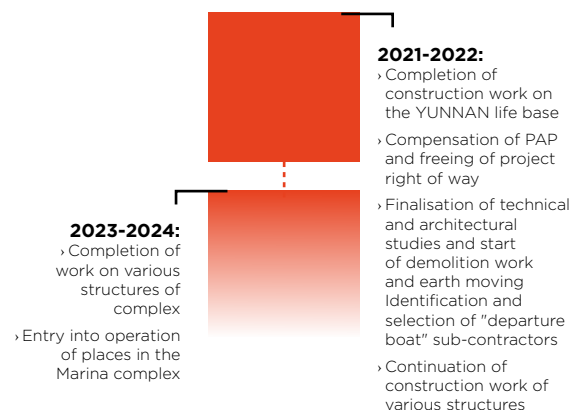 2021-2022:
› Completion of
construction work on
the YUNNAN life base
› Compensation of PAP
and freeing of project
right of way
› Finalisation of technical
and architectural
studies and start
of demolition work
and earth moving
Identification and
selection of "departure
boat" sub-contractors
› Continuation of
construction work of
various structures
2023-2024:
› Completion of
work on various
structures of
complex
› Entry into operation
of places in the
Marina complex